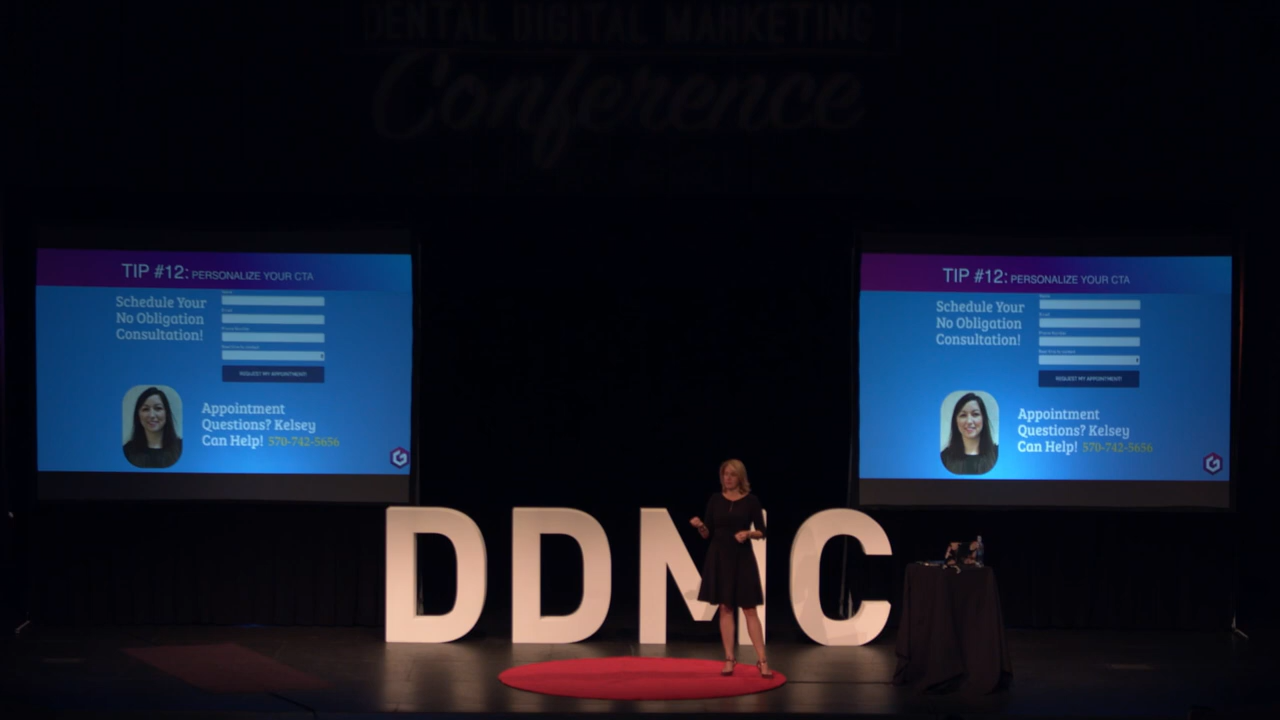 DENTAL DIGITAL MARKETING
Conference
TIP #12: PERSONALIZE YOUR CTA
Schedule Your
No Obligation
Consultation!
REQUEST MY APPOINTMENT!
Appointment
Questions? Kelsey
Can Help! 570-742-5656
TIP #12: PERSONALIZE YOUR CTA
Schedule Your
No Obligation
Consultation!
REQUEST MY APPOINTMENT!
Appointment
Questions? Kelsey
Can Help! 570-742-5656
DDMC